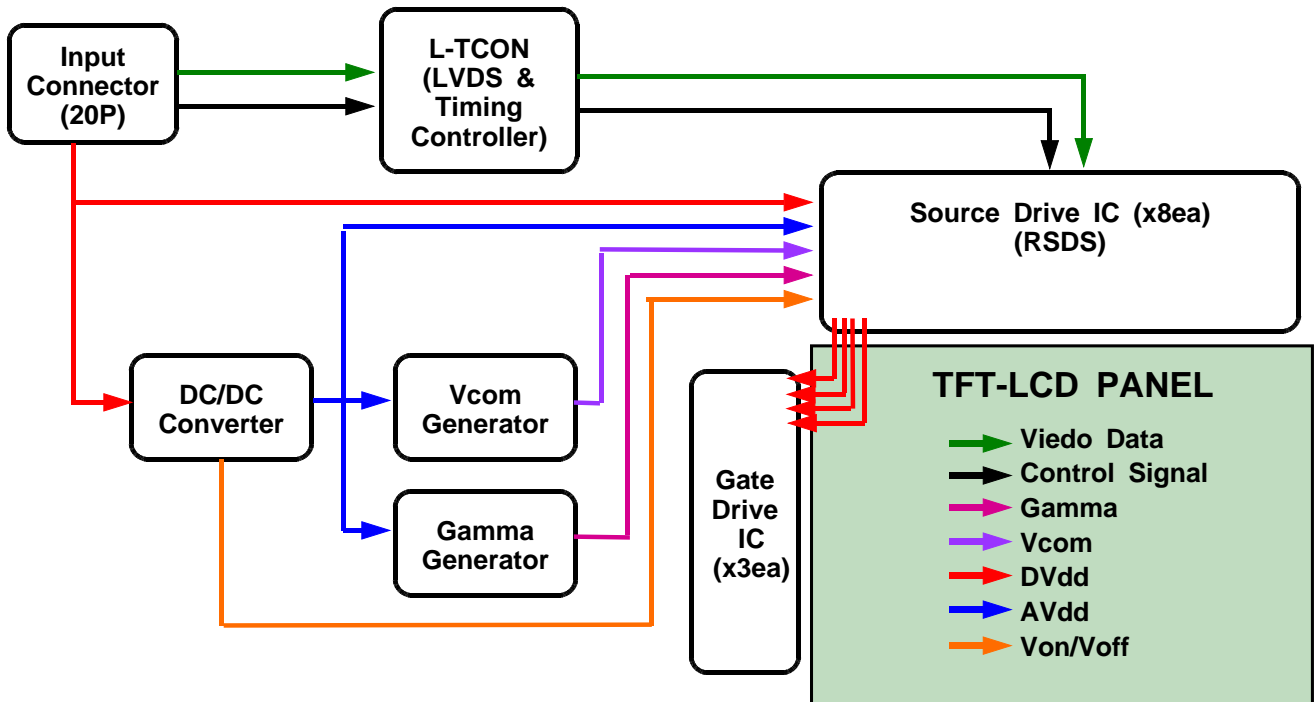 Input
Connector
(20P)
L-TCON
(LVDS &
Timing
Controller)
Source Drive IC (x8ea)
(RSDS)
DC/DC
Converter
Vcom
Generator
Gamma
Generator
Gate
Drive
IC
(x3ea)
TFT-LCD PANEL
Viedo Data
Control Signal
Gamma
Vcom
DVdd
AVdd
Von/Voff